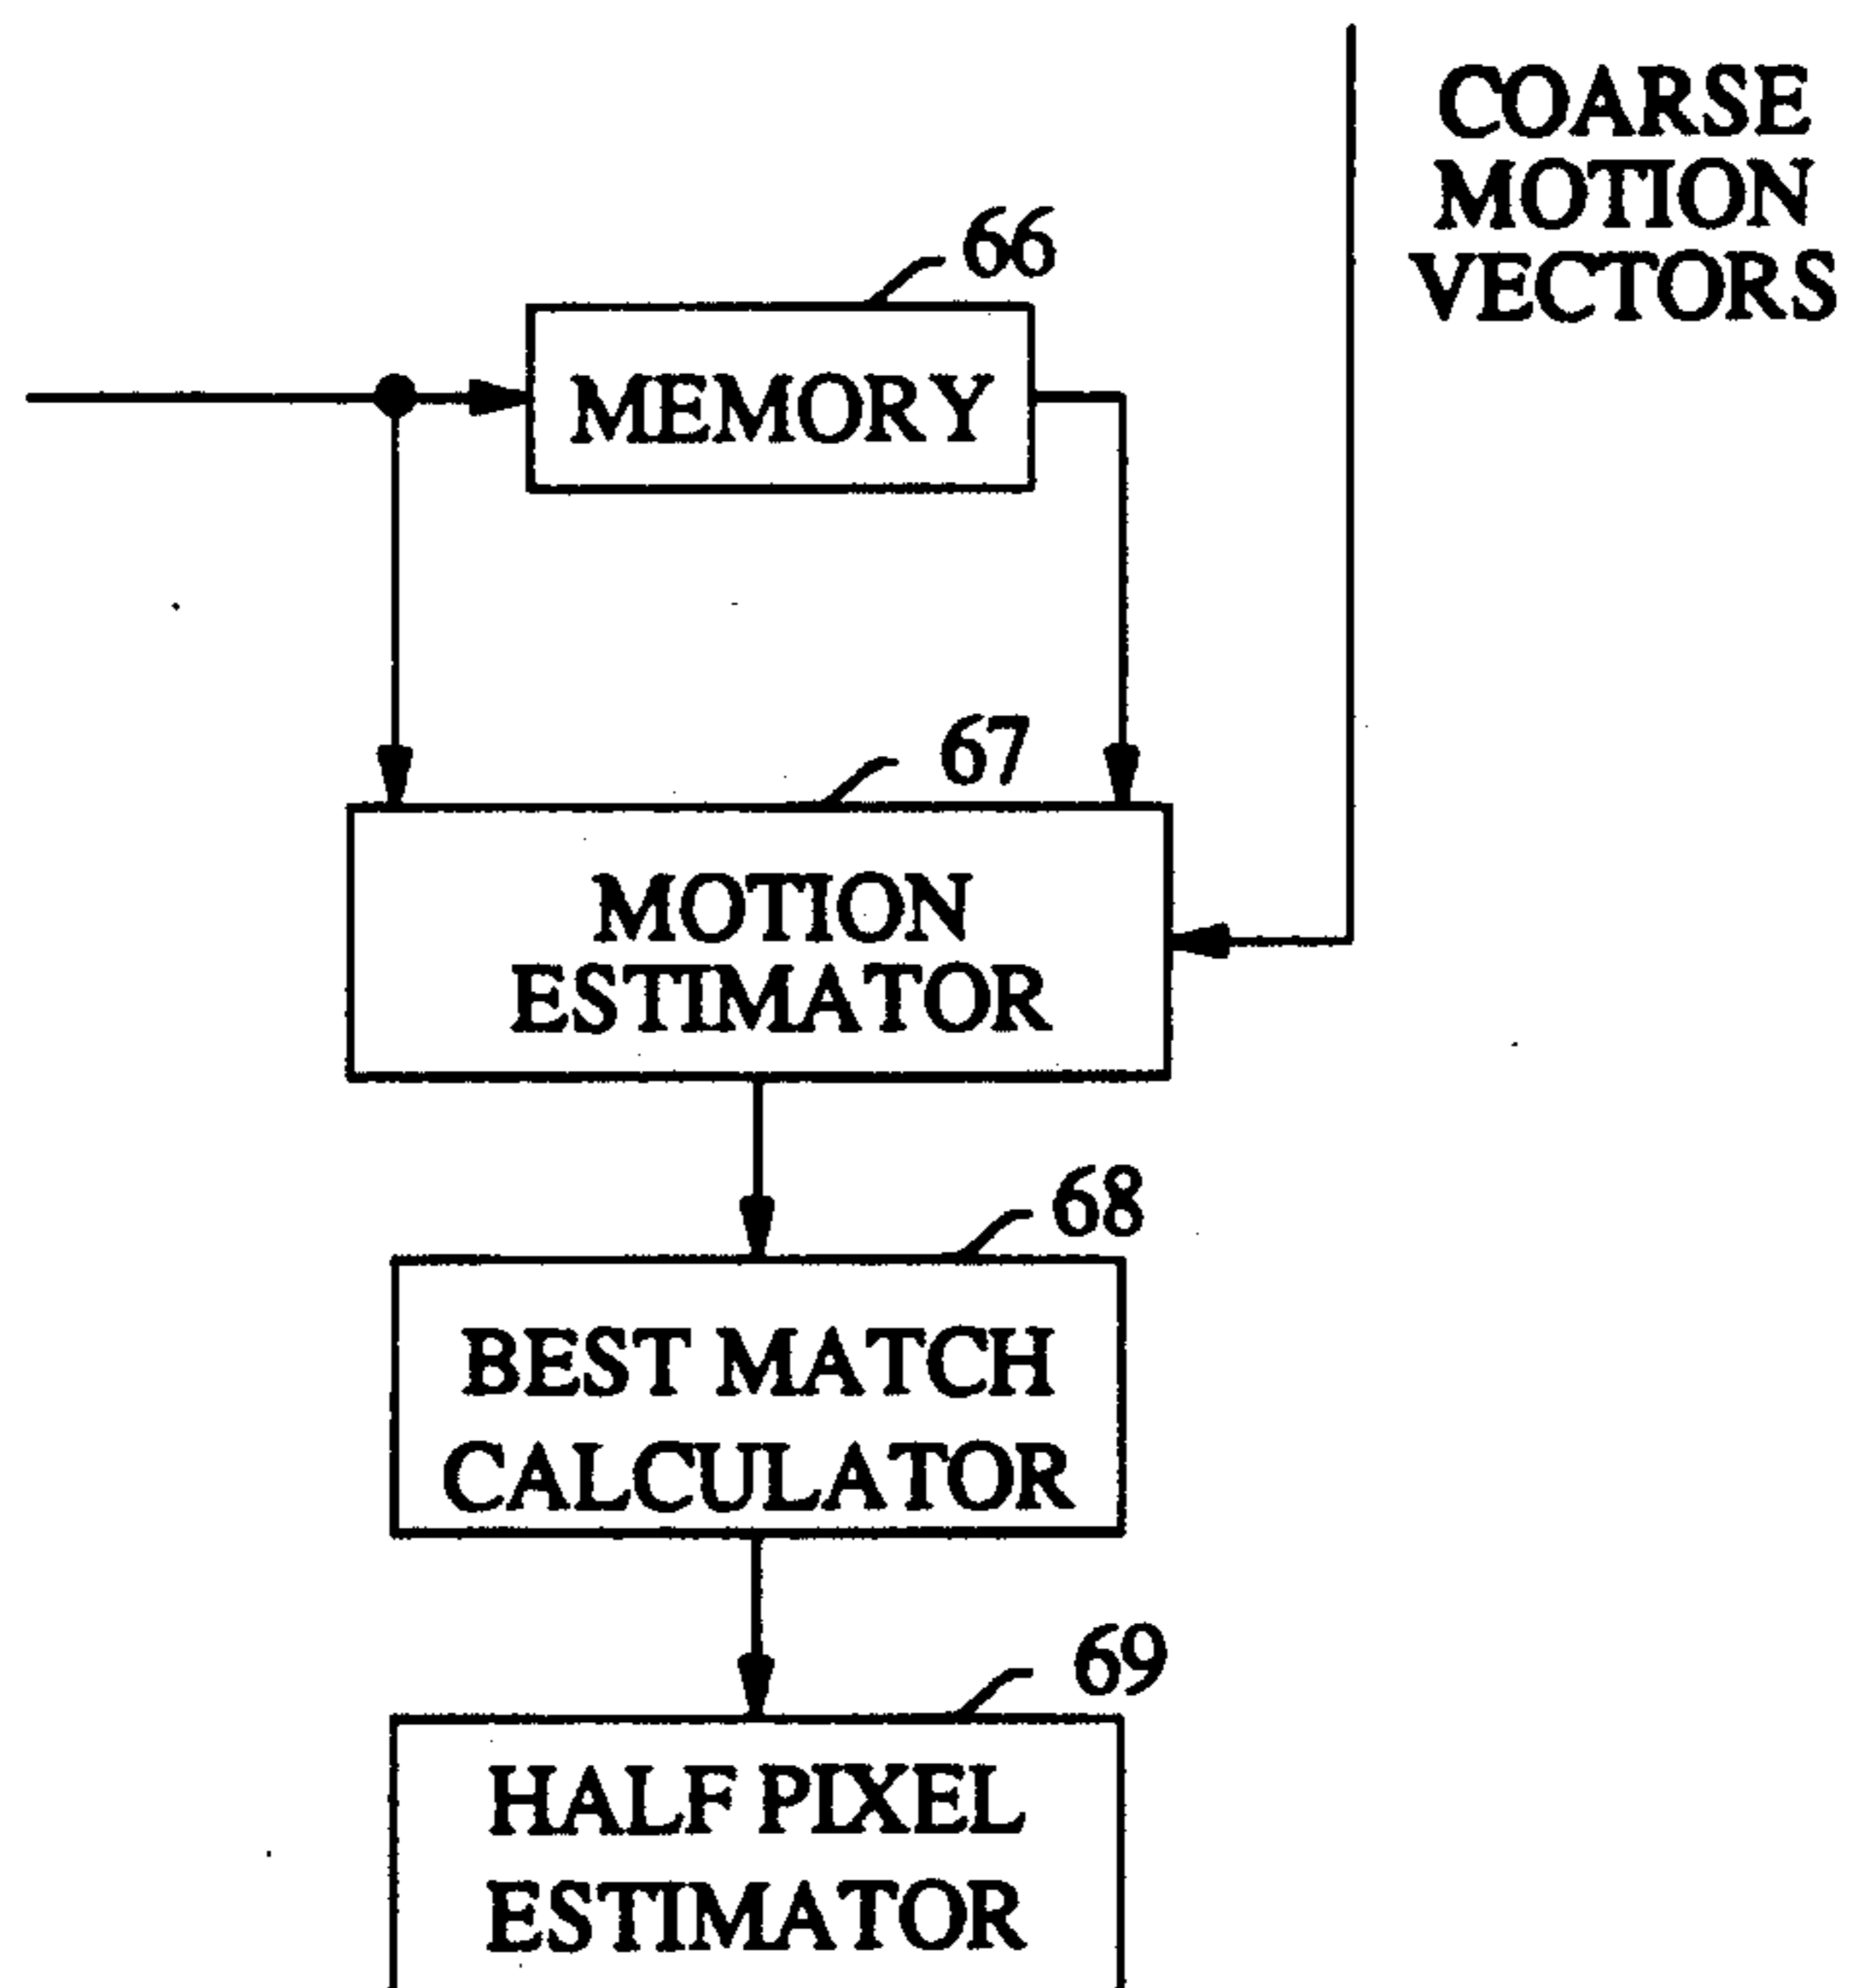 COARSE
MOTION
VECTORS
66
MEMORY
67
MOTION
ESTIMATOR
68
BEST MATCH
CALCULATOR
69
HALF PIXEL
ESTIMATOR